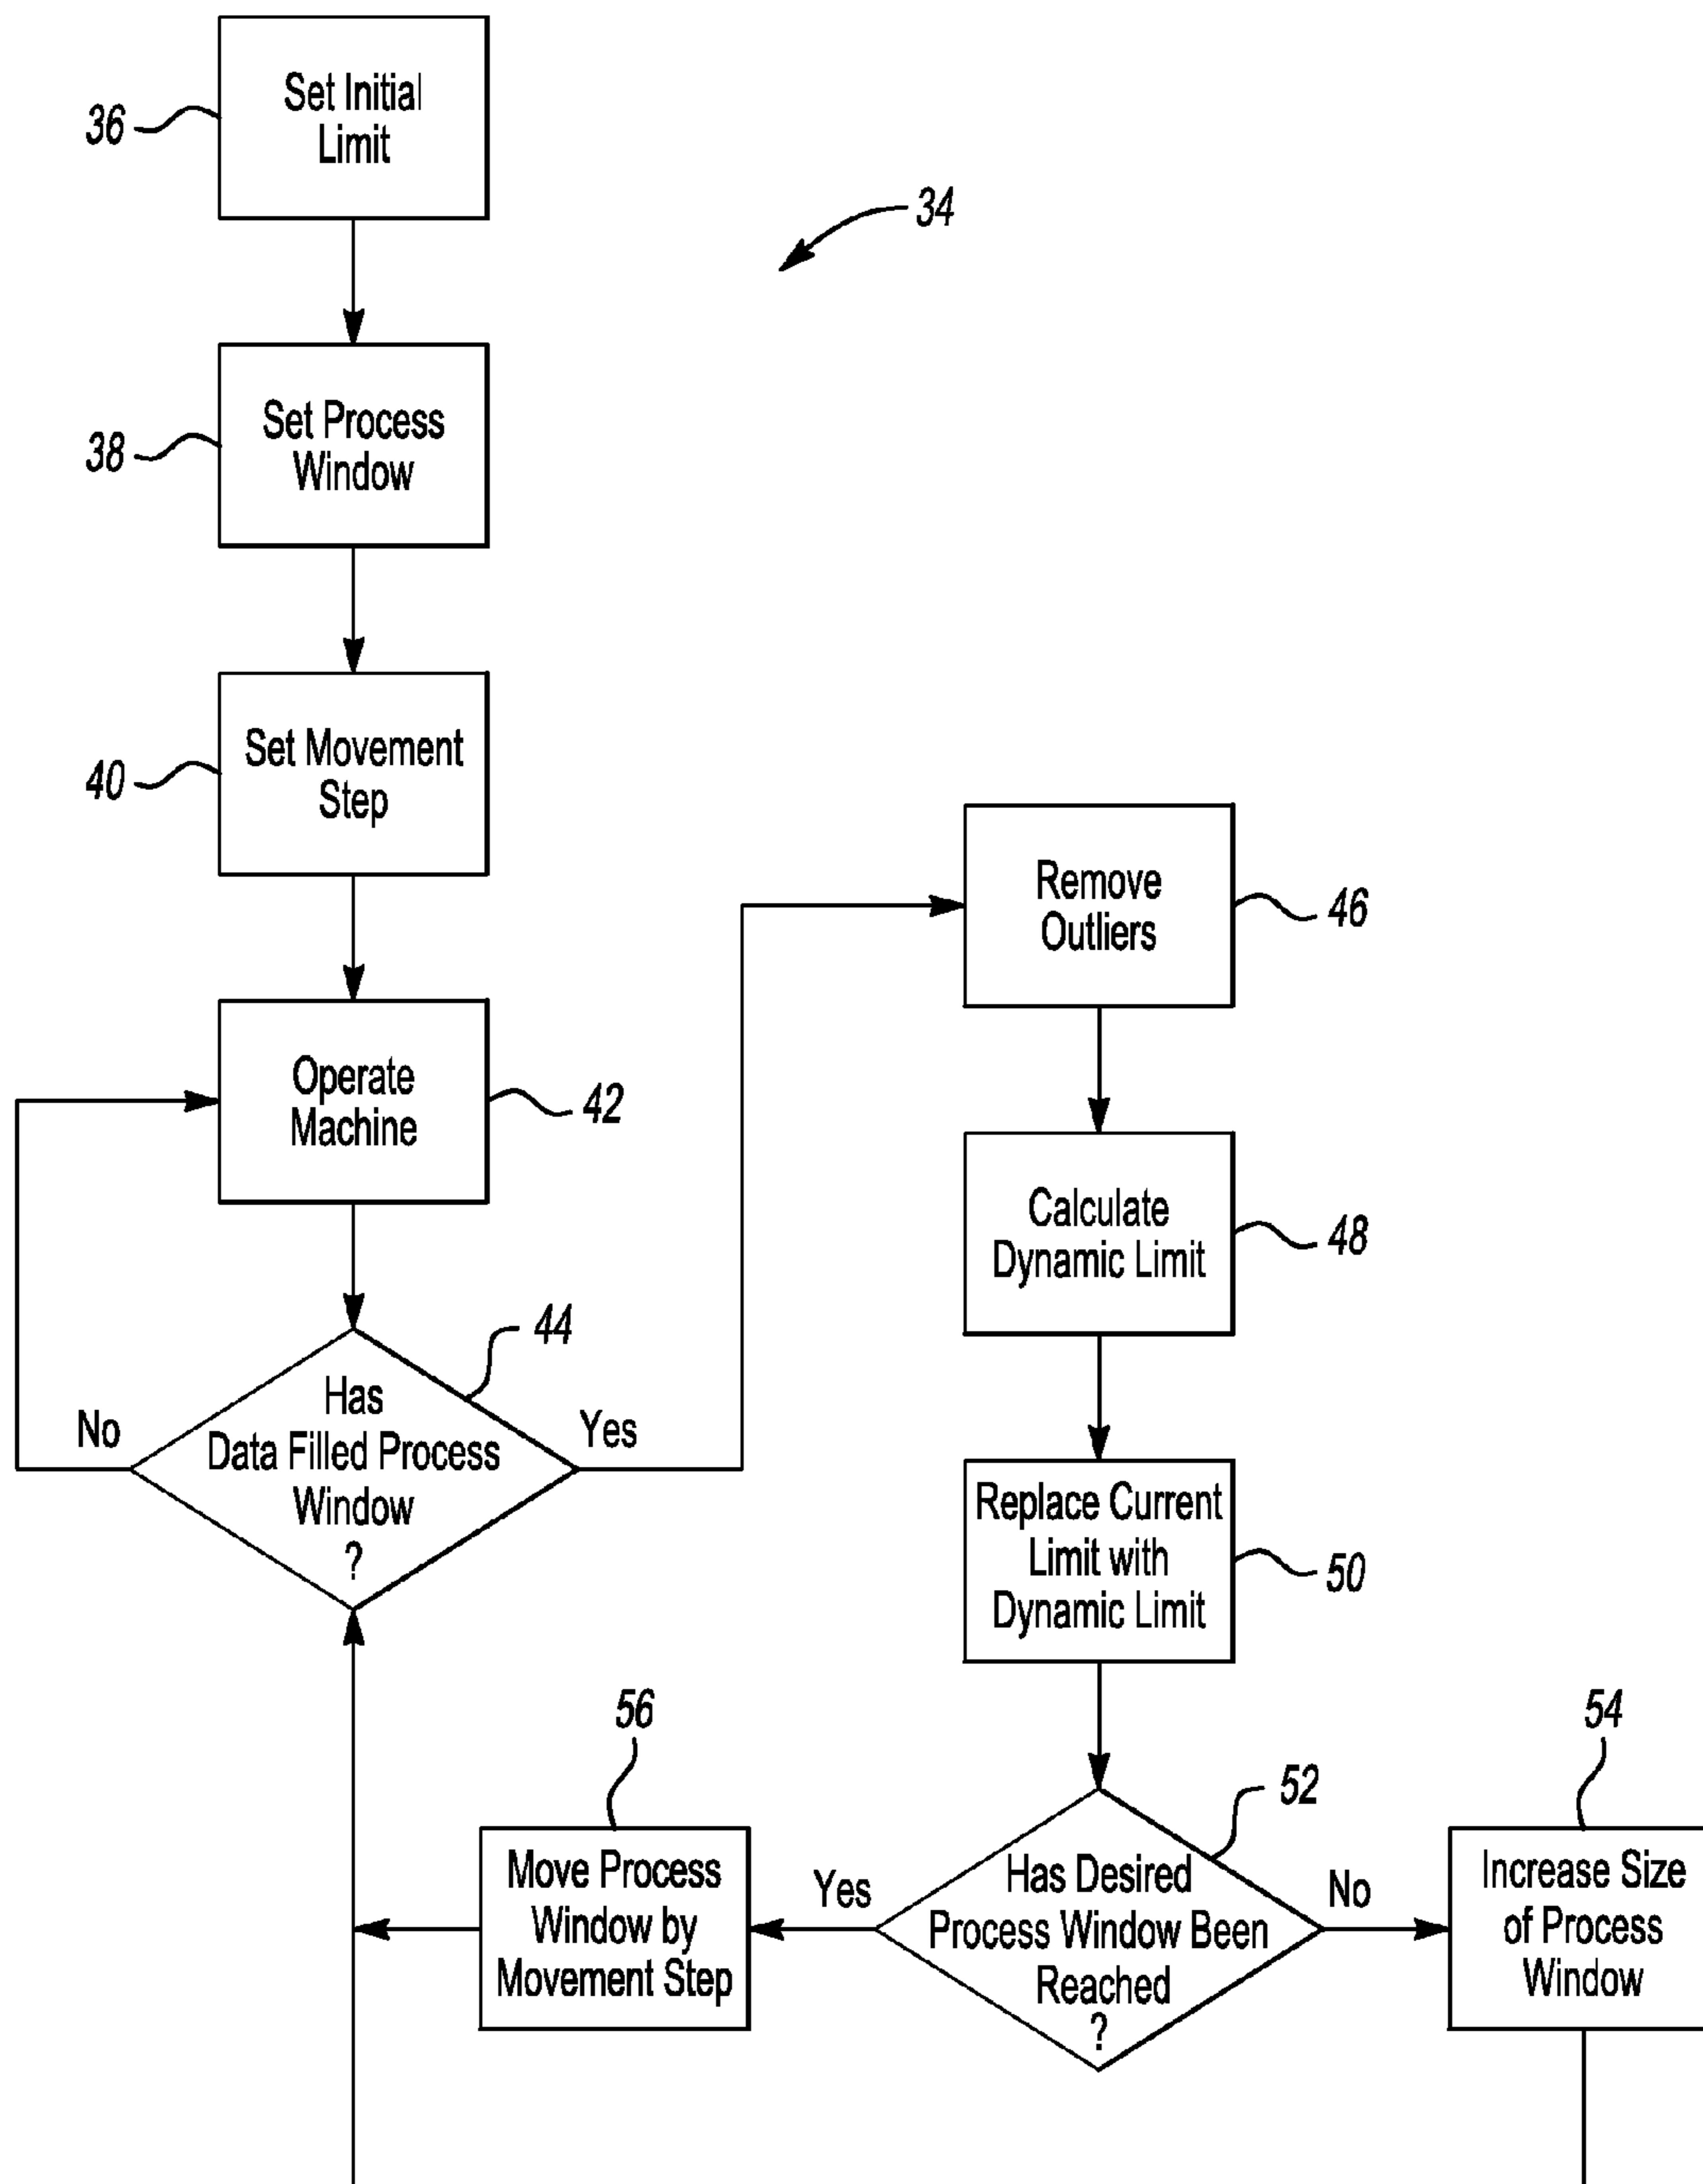 Set Initial
Limit
36
34
Set Process
Window
38
Set Movement
Step
40
Operate
Machine
42
Has
Data Filled Process
Window
?
44
No
Yes
Remove
Outliers
46
Calculate
Dynamic Limit
48
Replace Current
Limit with
Dynamic Limit
50
Has Desired
Process Window Been
Reached
?
52
Yes
No
Increase Size
of Process
Window
54
Move Process
Window by
Movement Step
56